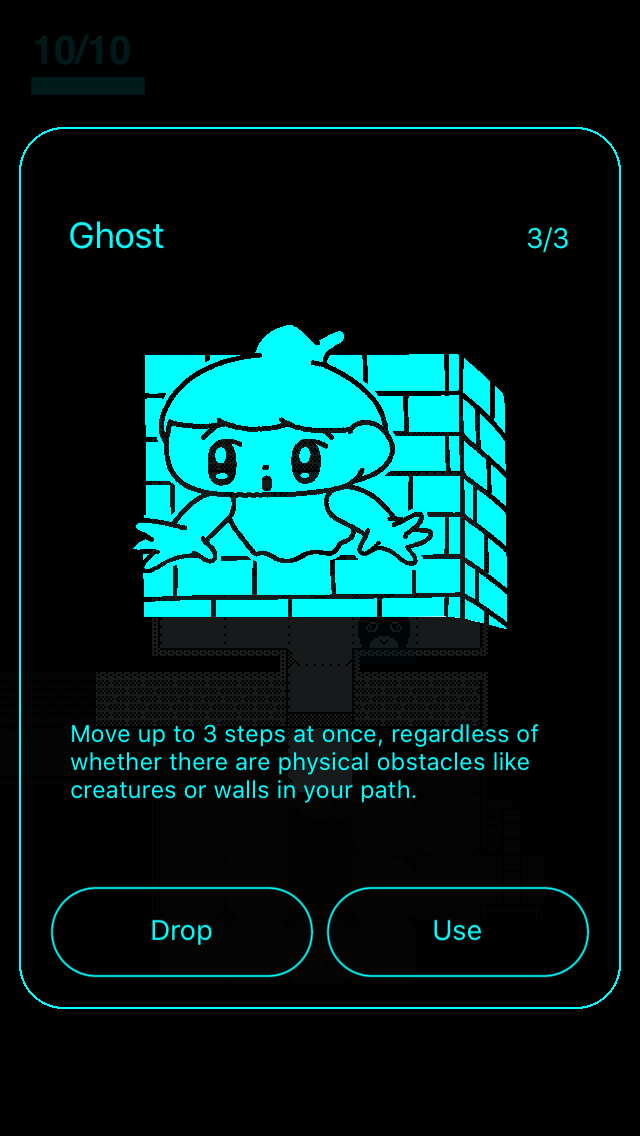 10/10
Ghost
3/3
Move up to 3 steps at once, regardless of
whether there are physical obstacles like
creatures or walls in your path.
Drop
Use